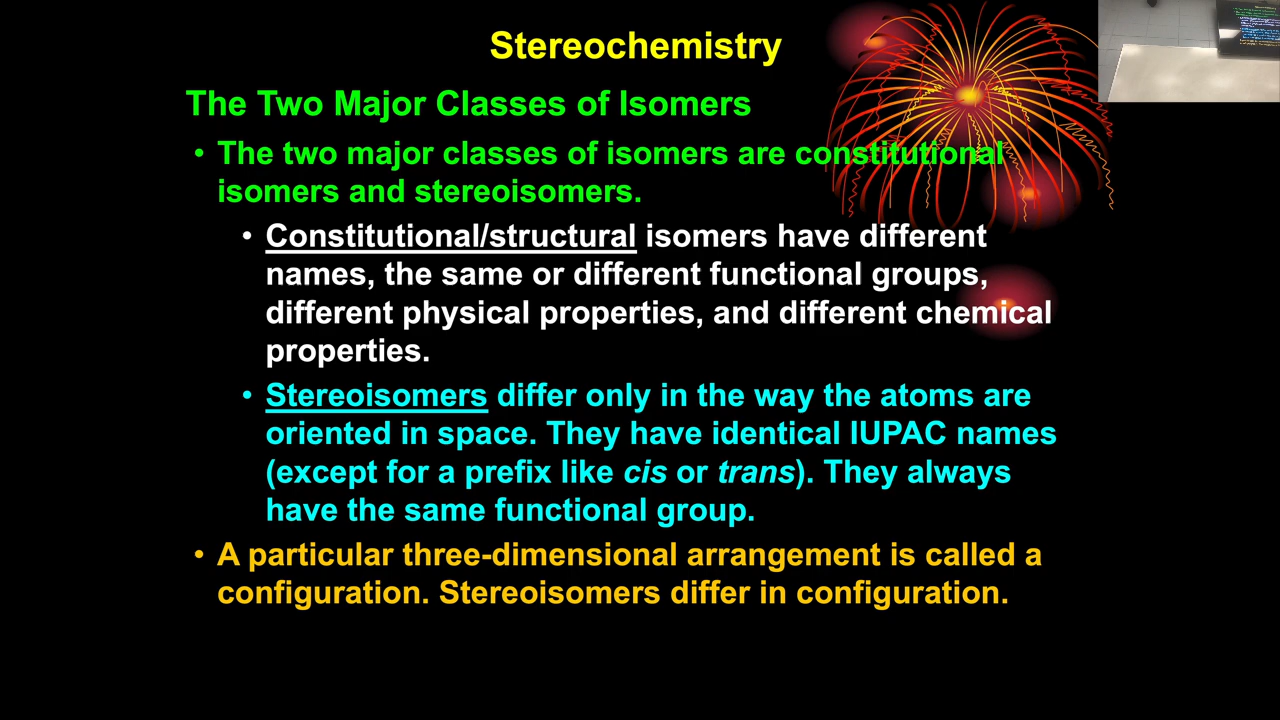 Stereochemistry
The Two Major Classes of Isomers
• The two major classes of isomers are constitutional
isomers and stereoisomers.
• Constitutional/structural isomers have different
names, the same or different functional groups,
different physical properties, and different chemical
properties.
• Stereoisomers differ only in the way the atoms are
oriented in space. They have identical IUPAC names
(except for a prefix like cis or trans). They always
have the same functional group.
• A particular three-dimensional arrangement is called a
configuration. Stereoisomers differ in configuration.